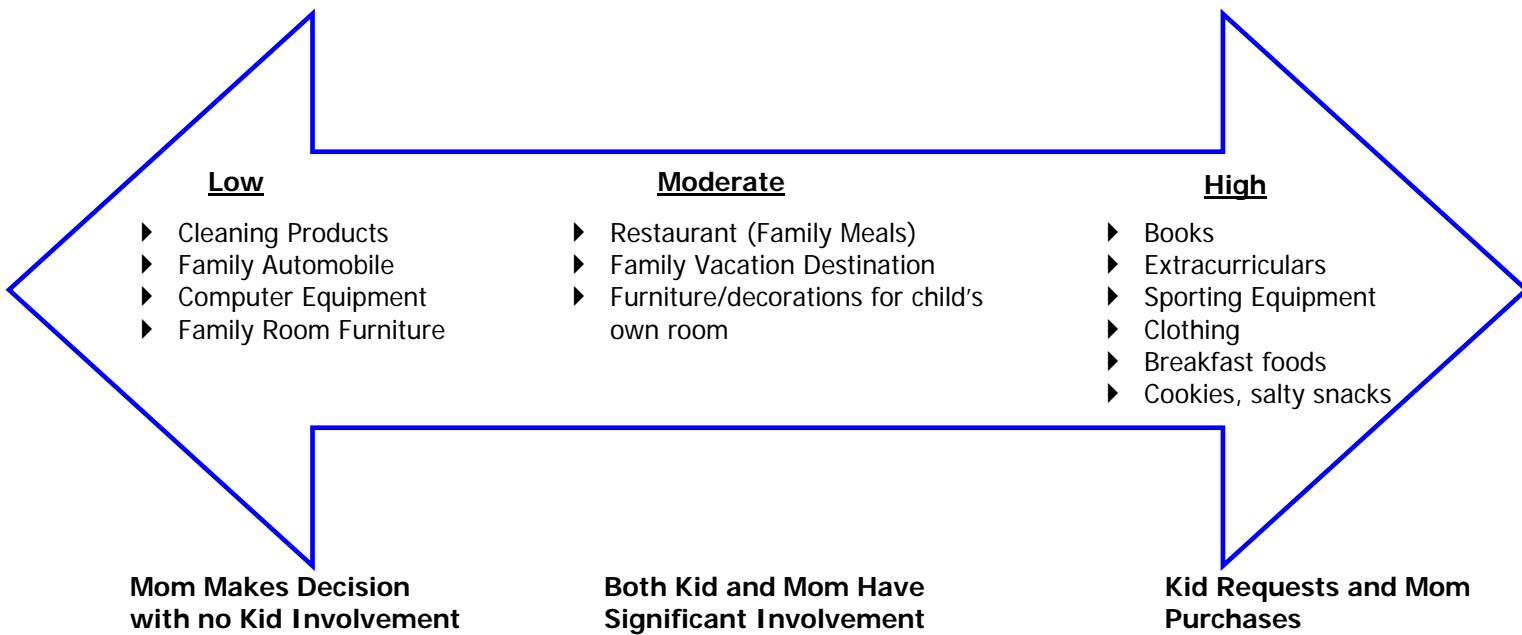 Low
▶ Cleaning Products
▶ Family Automobile
▶ Computer Equipment
▶ Family Room Furniture
Moderate
▶ Restaurant (Family Meals)
▶ Family Vacation Destination
▶ Furniture/decorations for child's
own room
High
▶ Books
▶ Extracurriculars
▶ Sporting Equipment
▶ Clothing
▶ Breakfast foods
▶ Cookies, salty snacks
Mom Makes Decision
with no Kid Involvement
Both Kid and Mom Have
Significant Involvement
Kid Requests and Mom
Purchases